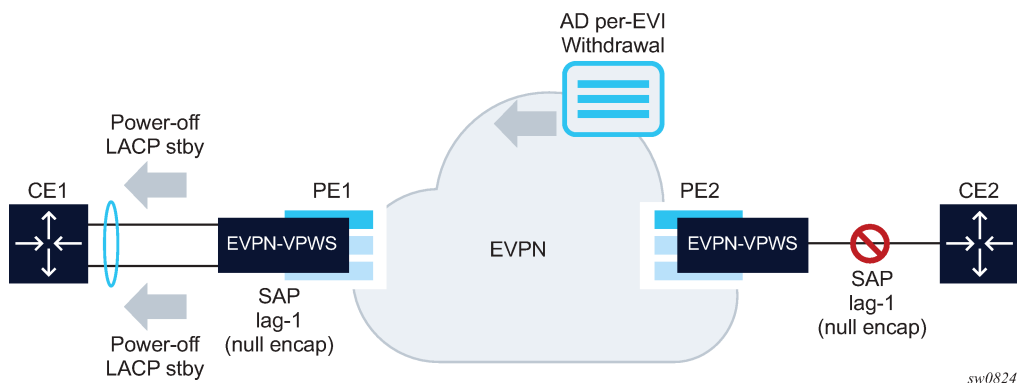 AD per-EVI
Withdrawal
Power-off
LACP stby
CE1
PE1
PE2
CE2
EVPN-VPWS
EVPN
EVPN-VPWS
SAP
lag-1
(null encap)
SAP
lag-1
(null encap)
Power-off
LACP stby
sw0824